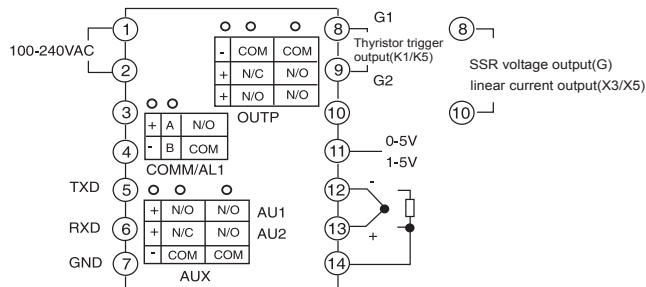 1 8 G1 8
100-240VAC - COM COM Thyristor trigger
output(K1/K5) SSR voltage output(G)
2 + N/C N/O 9 G2 linear current output(X3/X5)
+ N/O N/O
3 OUTP 10 10
+ A N/O
4 - B COM 11 0-5V
1-5V
COMM/AL1
TXD 5 12 -
+ N/O N/O AU1
RXD 6 + N/C N/O AU2 13 +
GND 7 - COM COM 14
AUX